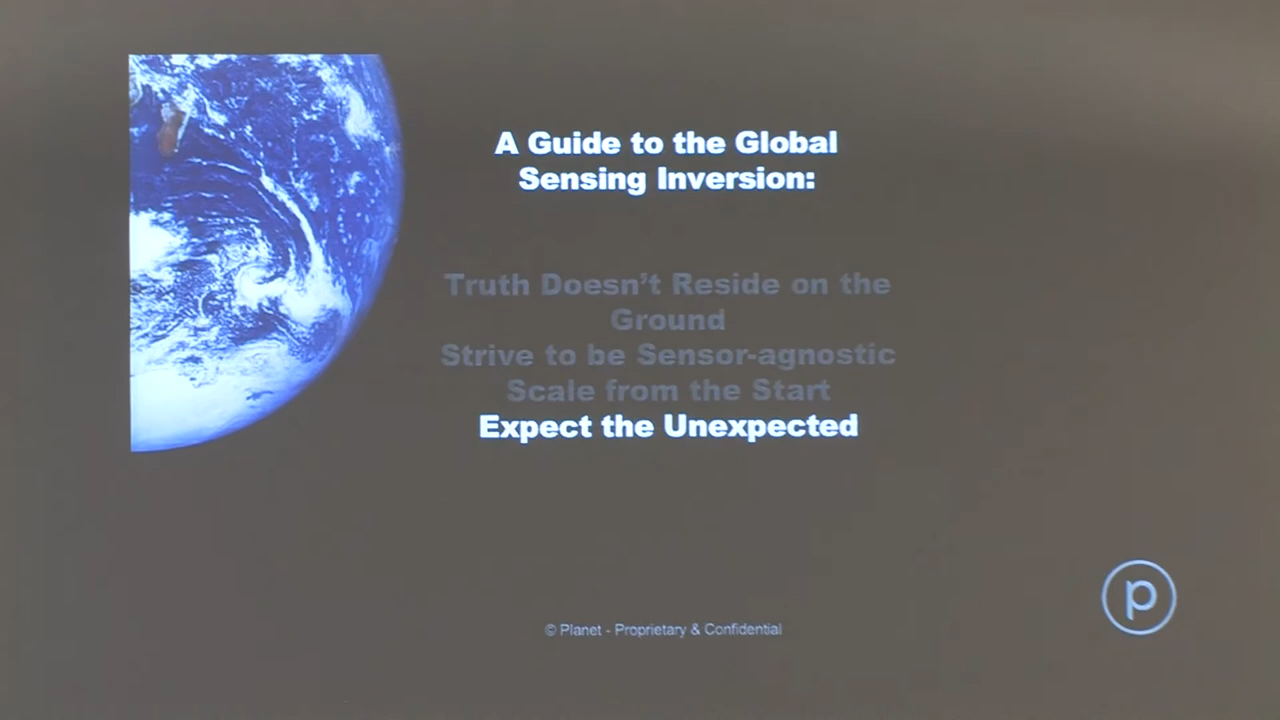 A Guide to the Global
Sensing Inversion:
Truth Doesn’t Reside on the
Ground
Strive to be Sensor-agnostic
Scale from the Start
Expect the Unexpected
p
© Planet - Proprietary & Confidential